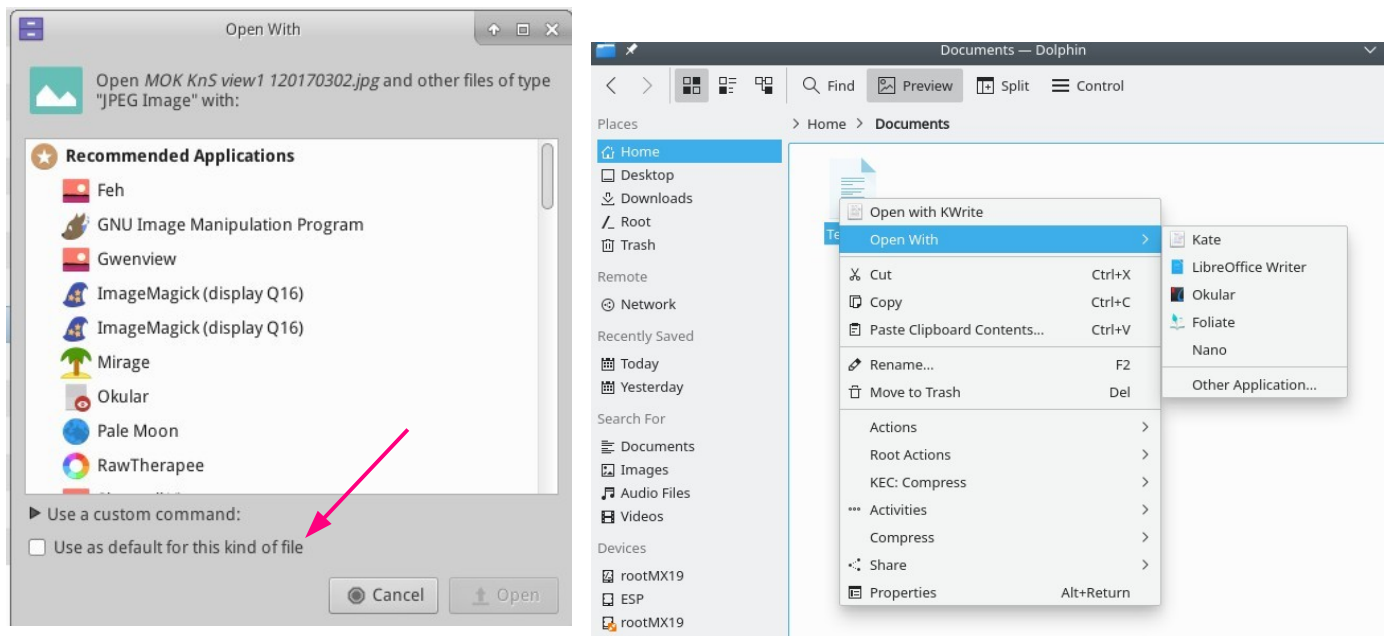 Open With
Open MOK KnS view1 120170302.jpg and other files of type
"JPEG Image" with:
Recommended Applications
Feh
GNU Image Manipulation Program
Gwenview
ImageMagick (display Q16)
ImageMagick (display Q16)
Mirage
Okular
Pale Moon
RawTherapee
Use a custom command:
Use as default for this kind of file
Cancel
Open
Documents — Dolphin
Find
Preview
Split
Control
Places
Home
Desktop
Downloads
Root
Trash
Remote
Network
Recently Saved
Today
Yesterday
Search For
Documents
Images
Audio Files
Videos
Devices
rootMX19
ESP
rootMX19
> Home > Documents
Te
Open with KWrite
Open With
Cut Ctrl+X
Copy Ctrl+C
Paste Clipboard Contents... Ctrl+V
Rename... F2
Move to Trash Del
Actions
Root Actions
KEC: Compress
Activities
Compress
Share
Properties Alt+Return
Kate
LibreOffice Writer
Okular
Foliate
Nano
Other Application...